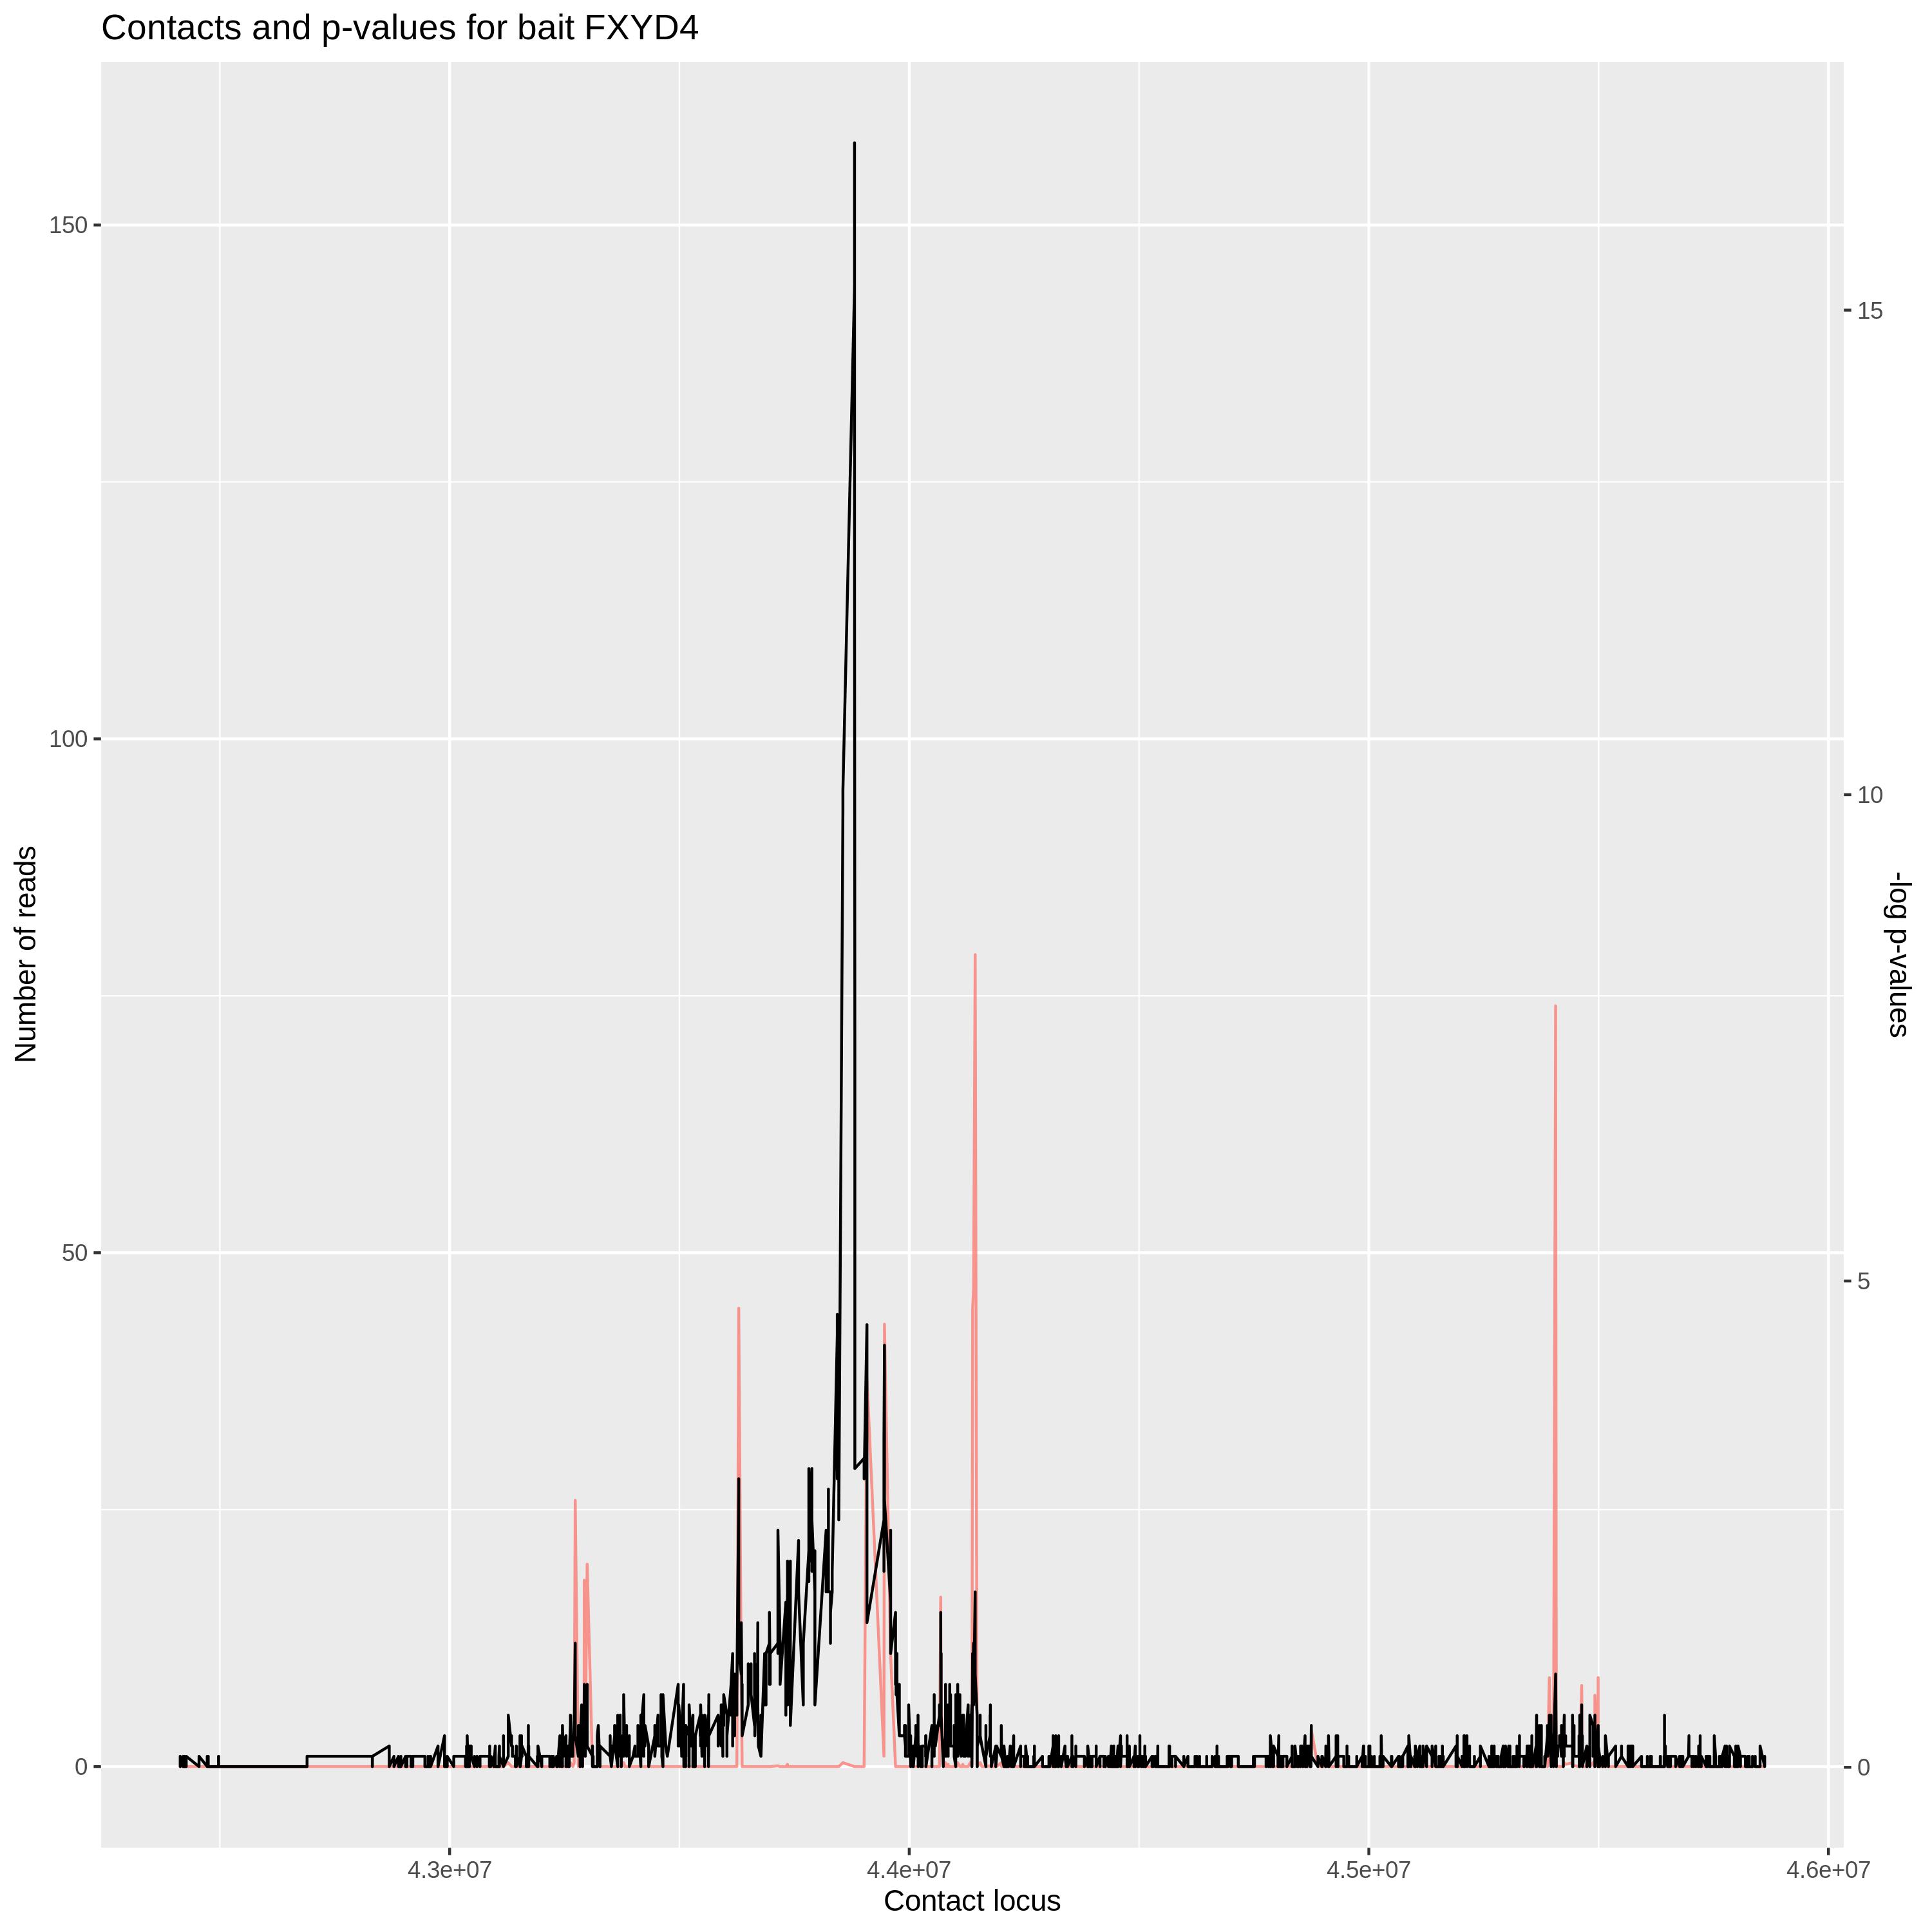 Contacts and p-values for bait FXYD4
150
100
50
0
Number of reads
15
10
5
0
-log p-values
4.3e+07
4.4e+07
4.5e+07
4.6e+07
Contact locus